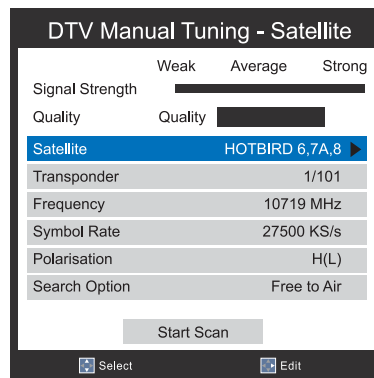 DTV Manual Tuning - Satellite
Weak Average Strong
Signal Strength
Quality Quality
Satellite HOTBIRD 6,7A,8
Transponder 1/101
Frequency 10719 MHz
Symbol Rate 27500 KS/s
Polarisation H(L)
Search Option Free to Air
Start Scan
Select Edit